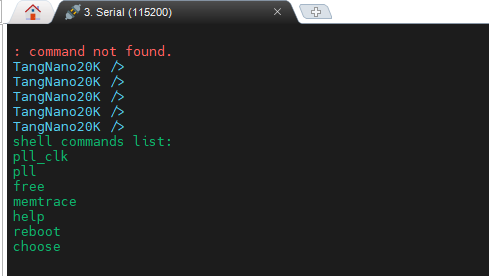 3. Serial (115200)
: command not found.
TangNano20K />
TangNano20K />
TangNano20K />
TangNano20K />
TangNano20K />
shell commands list:
pll_clk
pll
free
memtrace
help
reboot
choose